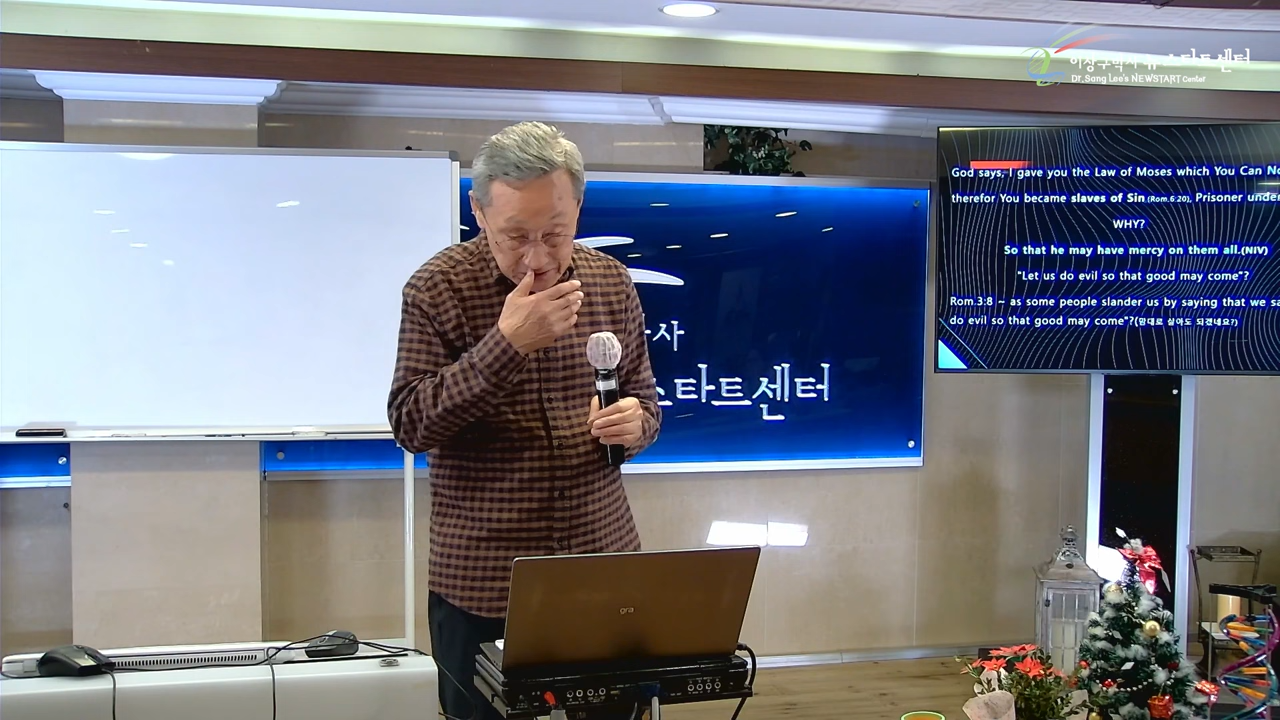 이상구박사 뉴스타트센터
Dr. Sang Lee's NEWSTART Center
God says, I gave you the Law of Moses which You Can No
therefor You became slaves of Sin (Rom.6:20), Prisoner under
WHY?
So that he may have mercy on them all.(NIV)
"Let us do evil so that good may come"?
Rom.3:8 ~ as some people slander us by saying that we sa
do evil so that good may come"?(맘대로 살아도 되겠네요?)
사
스타트센터
gram